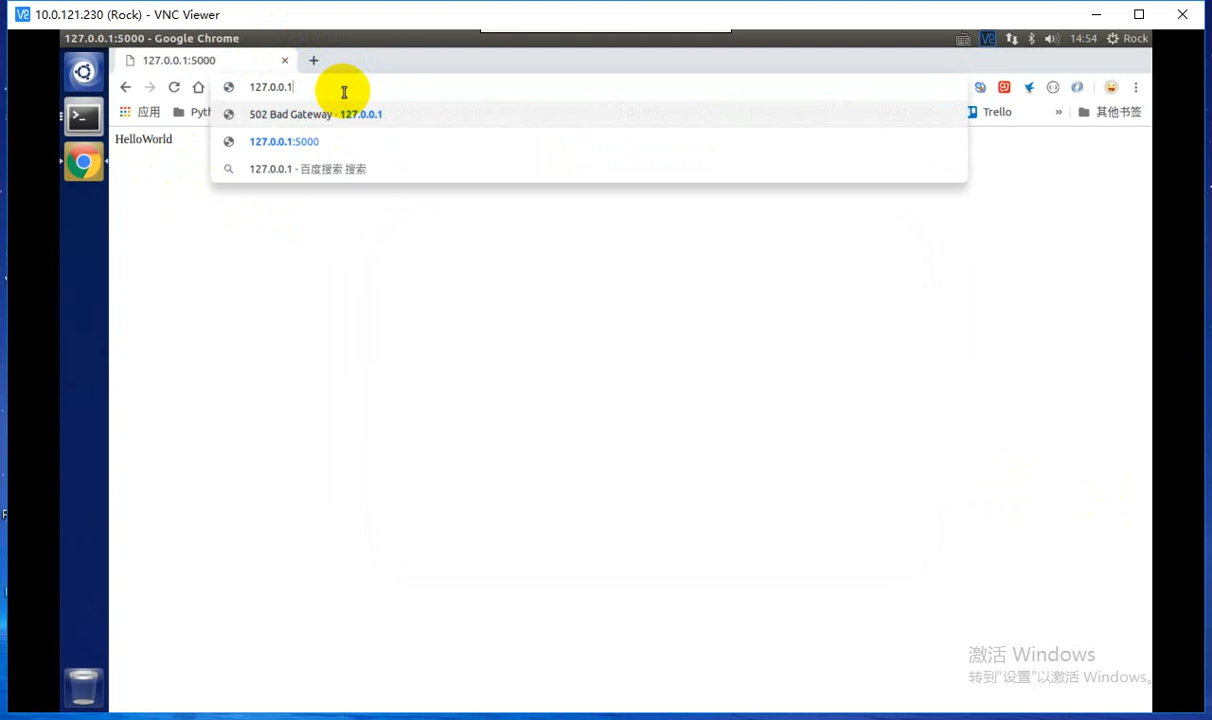 10.0.121.230 (Rock) - VNC Viewer
127.0.0.1:5000 - Google Chrome
14:54
Rock
127.0.0.1:5000
127.0.0.1
应用
Pyth
Trello
»
其他书签
502 Bad Gateway - 127.0.0.1
127.0.0.1:5000
127.0.0.1 - 百度搜索 搜索
HelloWorld
激活 Windows
转到“设置”以激活 Windows。